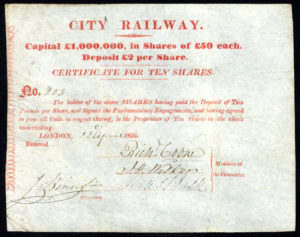 CITY RAILWAY.
Capital £1,000,000, in Shares of £50 each.
Deposit £2 per Share.
CERTIFICATE FOR TEN SHARES.
No.
The holder of the above SHARES having paid the Deposit of Two
Pounds per Share, and Signed the Parliamentary Engagements, and having agreed
to pay all Calls in respect thereof, is the Proprietor of Ten Shares in the above
undertaking.
LONDON, April 1836.
Entered
Members of
the Committee.